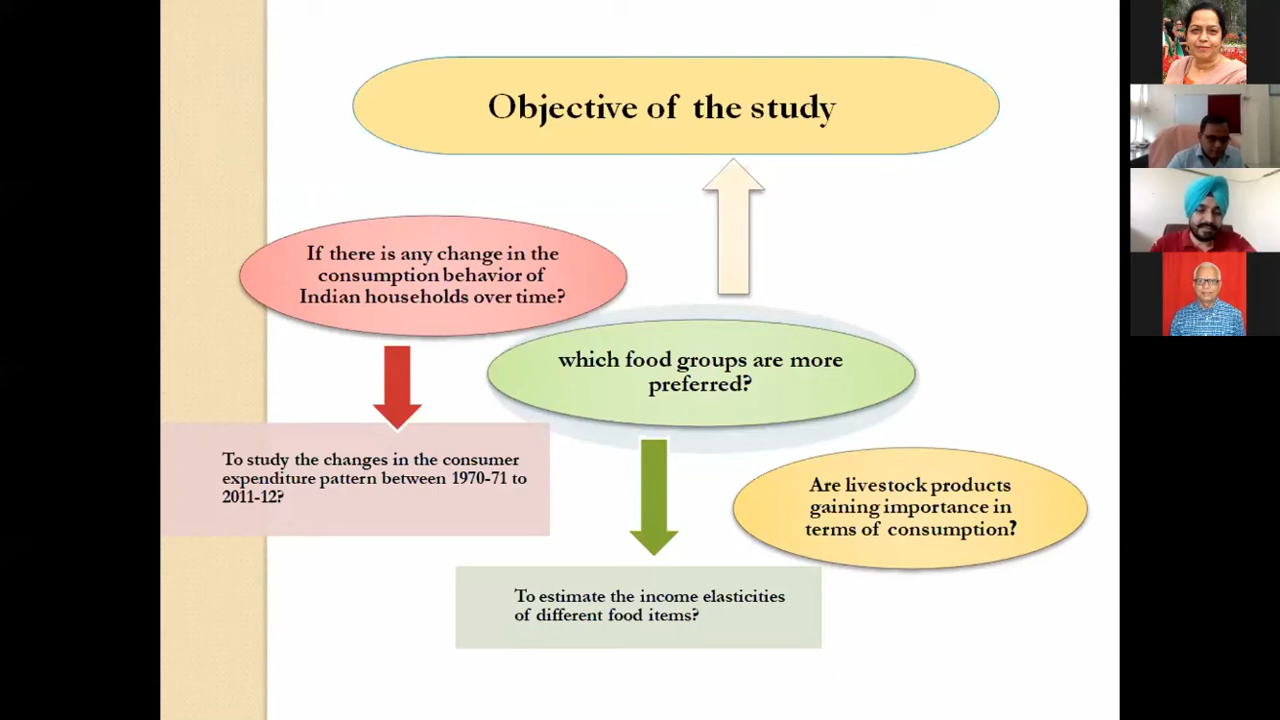 Objective of the study
If there is any change in the
consumption behavior of
Indian households over time?
which food groups are more
preferred?
To study the changes in the consumer
expenditure pattern between 1970-71 to
2011-12?
Are livestock products
gaining importance in
terms of consumption?
To estimate the income elasticities
of different food items?